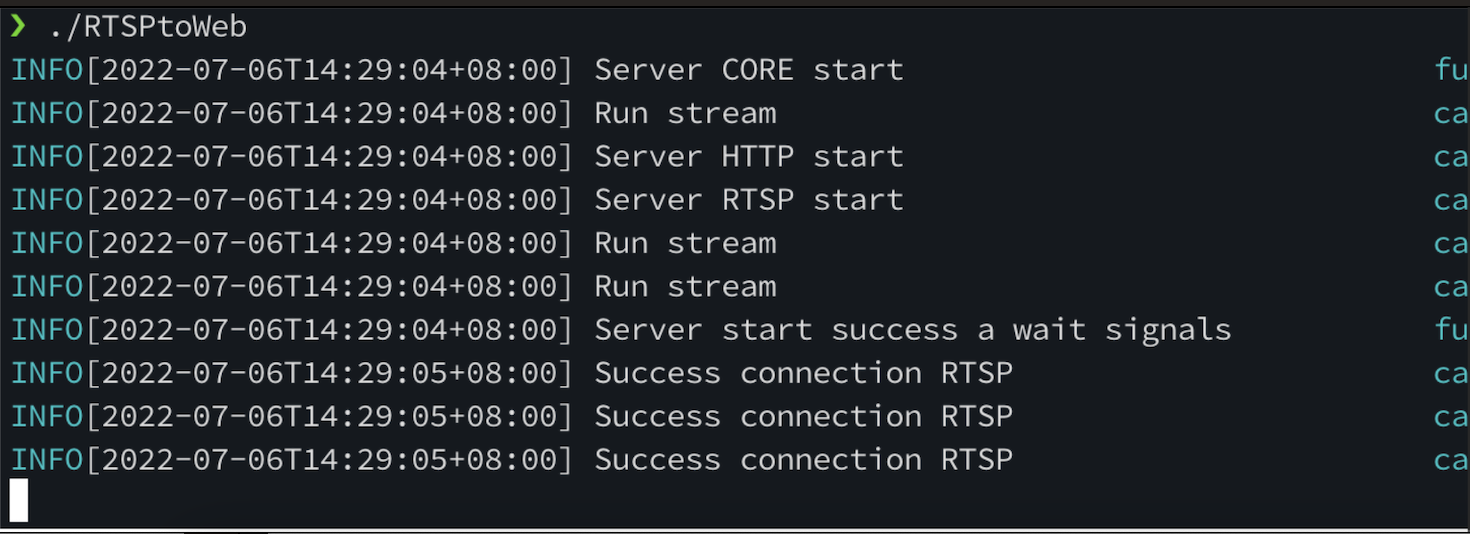 ❯ ./RTSPtoWeb
INFO[2022-07-06T14:29:04+08:00] Server CORE start fu
INFO[2022-07-06T14:29:04+08:00] Run stream ca
INFO[2022-07-06T14:29:04+08:00] Server HTTP start ca
INFO[2022-07-06T14:29:04+08:00] Server RTSP start ca
INFO[2022-07-06T14:29:04+08:00] Run stream ca
INFO[2022-07-06T14:29:04+08:00] Run stream ca
INFO[2022-07-06T14:29:04+08:00] Server start success a wait signals fu
INFO[2022-07-06T14:29:05+08:00] Success connection RTSP ca
INFO[2022-07-06T14:29:05+08:00] Success connection RTSP ca
INFO[2022-07-06T14:29:05+08:00] Success connection RTSP ca